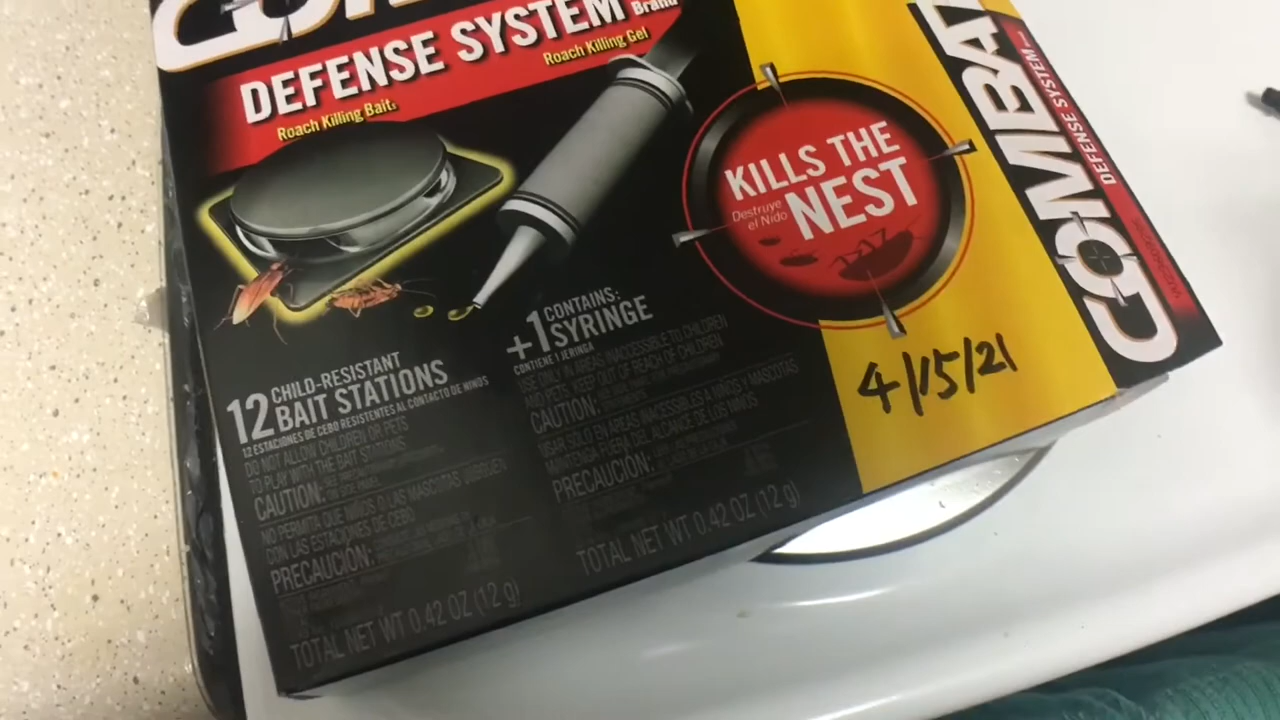 DEFENSE SYSTEM Brand
Roach Killing Bait
Roach Killing Gel
KILLS THE
Destruye
el Nido
NEST
COMBAT
DEFENSE SYSTEM
12 CHILD-RESISTANT
BAIT STATIONS
12 ESTACIONES DE CEBO RESISTENTES AL CONTACTO DE NIÑOS
DO NOT ALLOW CHILDREN OR PETS
TO PLAY WITH THE BAIT STATIONS
CAUTION:
NO PERMITA QUE NIÑOS O LAS MASCOTAS JUEGUEN
CON LAS ESTACIONES DE CEBO
PRECAUCIÓN:
TOTAL NET WT 0.42 OZ (12 g)
+1 CONTAINS:
SYRINGE
CONTIENE 1 JERINGA
USE ONLY IN AREAS INACCESSIBLE TO CHILDREN
AND PETS. KEEP OUT OF REACH OF CHILDREN
CAUTION:
USAR SOLO EN AREAS INACCESIBLES A NIÑOS Y MASCOTAS
MANTENGA FUERA DEL ALCANCE DE LOS NIÑOS
PRECAUCIÓN:
TOTAL NET WT 0.42 OZ (12 g)
4/15/21